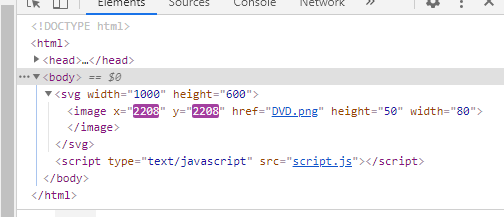 Elements Sources Console Network »
<!DOCTYPE html>
<html>
<head>…</head>
<body> == $0
<svg width="1000" height="600">
<image x="2208" y="2208" href="DVD.png" height="50" width="80">
</image>
</svg>
<script type="text/javascript" src="script.js"></script>
</body>
</html>